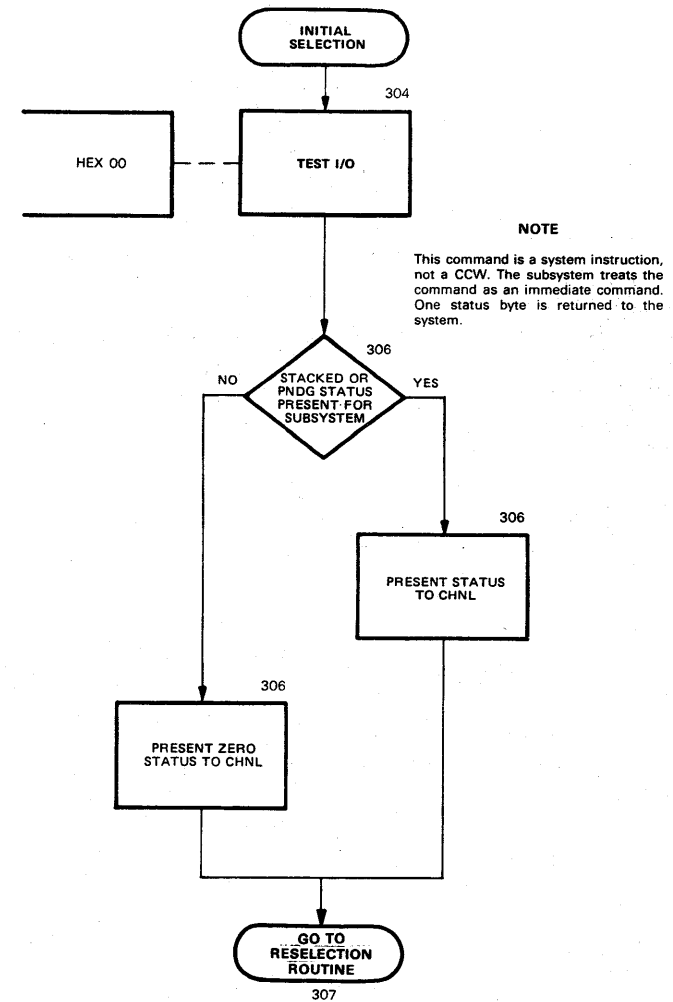 INITIAL
SELECTION
304
HEX 00
TEST I/O
NOTE
This command is a system instruction,
not a CCW. The subsystem treats the
command as an immediate command.
One status byte is returned to the
system.
306
NO
STACKED OR
PNDG STATUS
PRESENT FOR
SUBSYSTEM
YES
306
PRESENT STATUS
TO CHNL
306
PRESENT ZERO
STATUS TO CHNL
GO TO
RESELECTION
ROUTINE
307